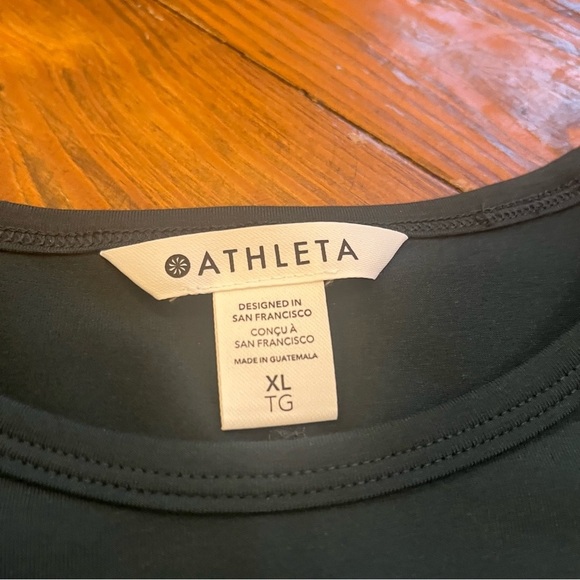 ATHLETA
DESIGNED IN
SAN FRANCISCO
CONÇU À
SAN FRANCISCO
MADE IN GUATEMALA
XL
TG